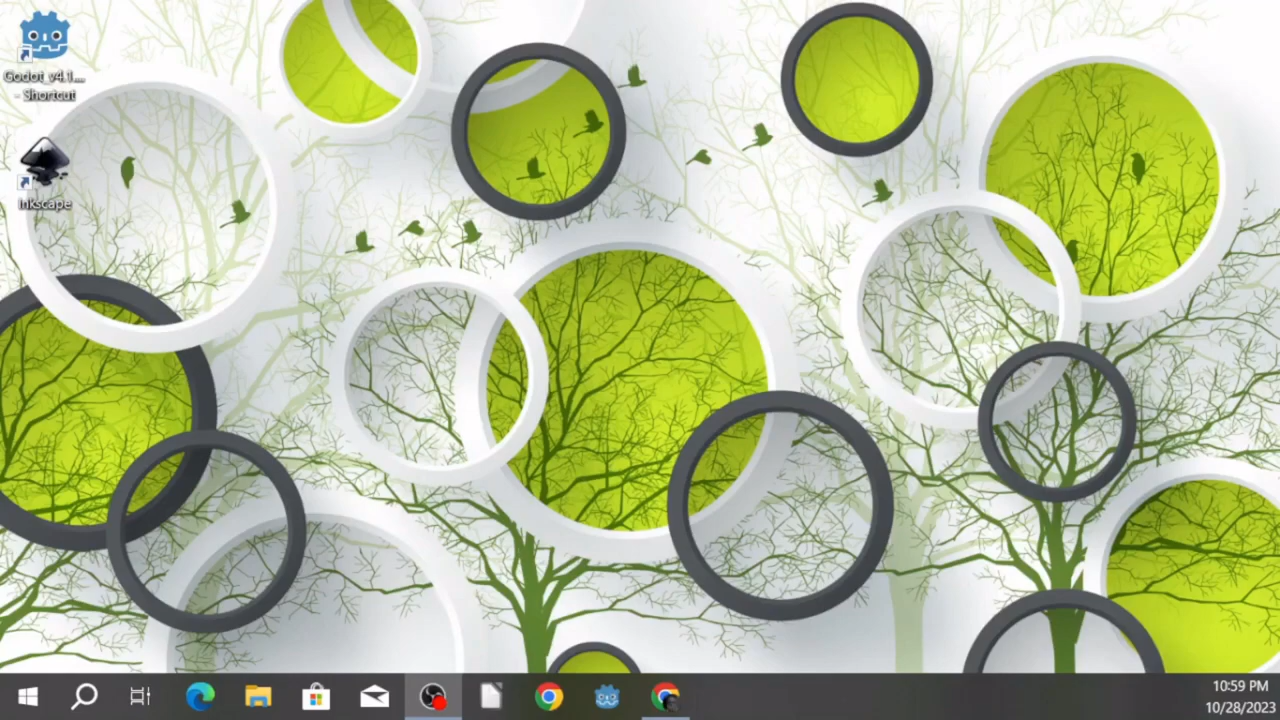 Godot_v4.1...
- Shortcut
Inkscape
10:59 PM
10/28/2023